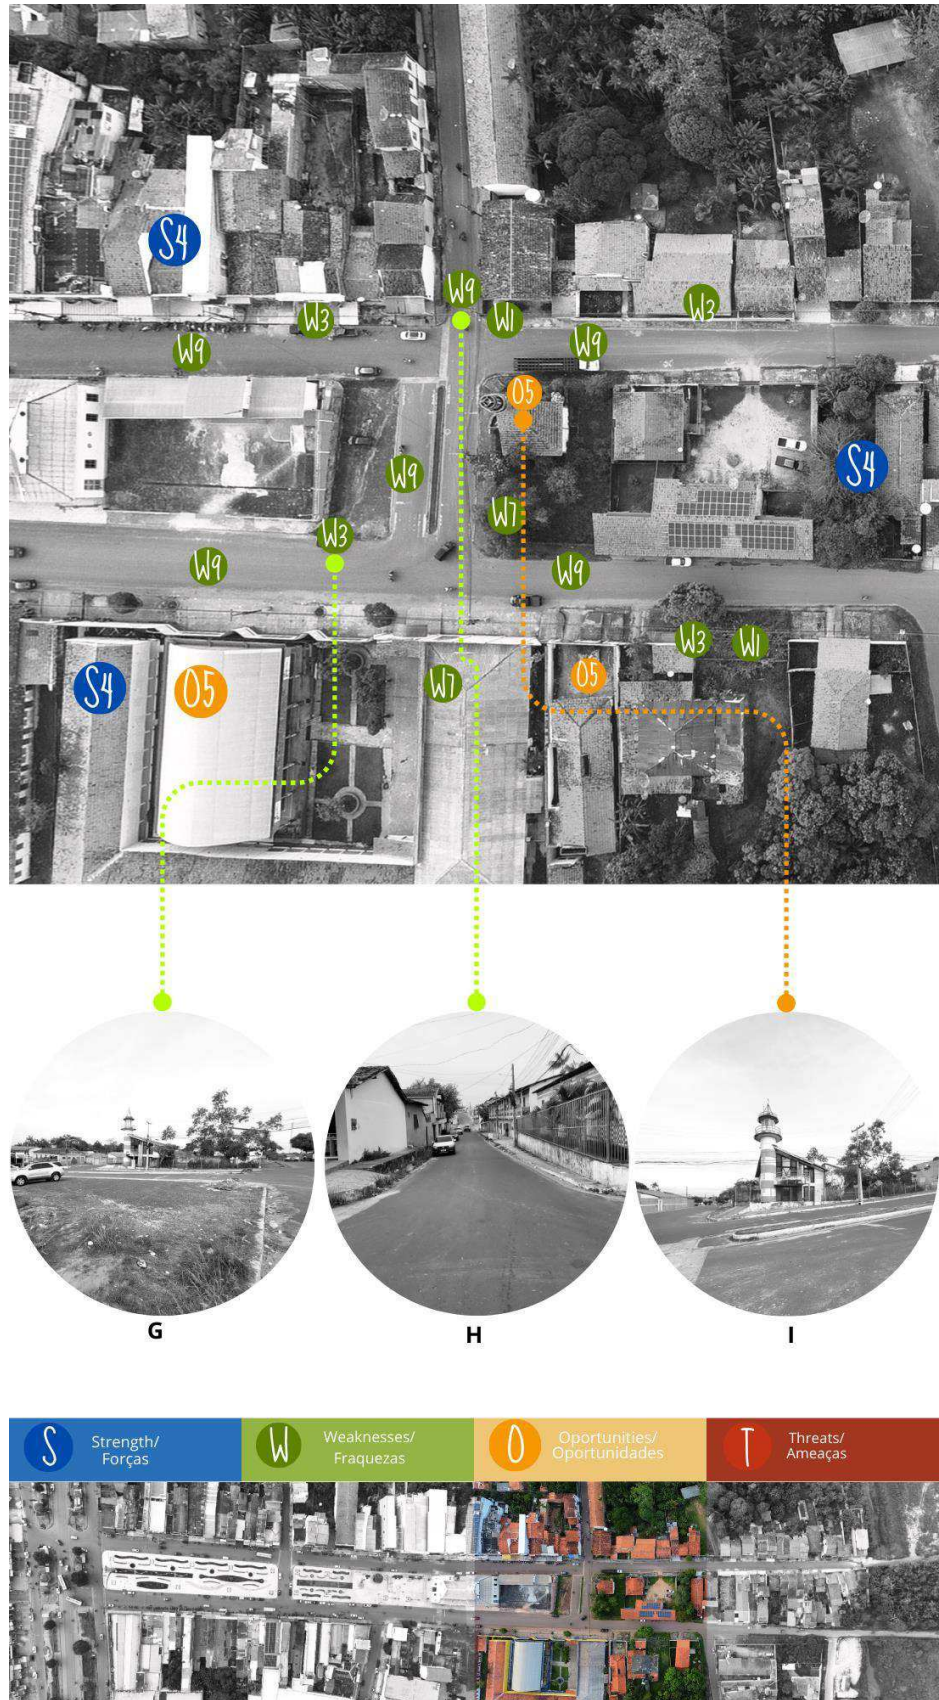 S4
W9
W3
W1
W3
W9
W9
O5
W9
S4
W7
W3
W9
W9
W3
W1
S4
O5
W7
O5
G
H
I
S
Strength/
Forças
W
Weaknesses/
Fraquezas
O
Oportunities/
Oportunidades
T
Threats/
Ameaças